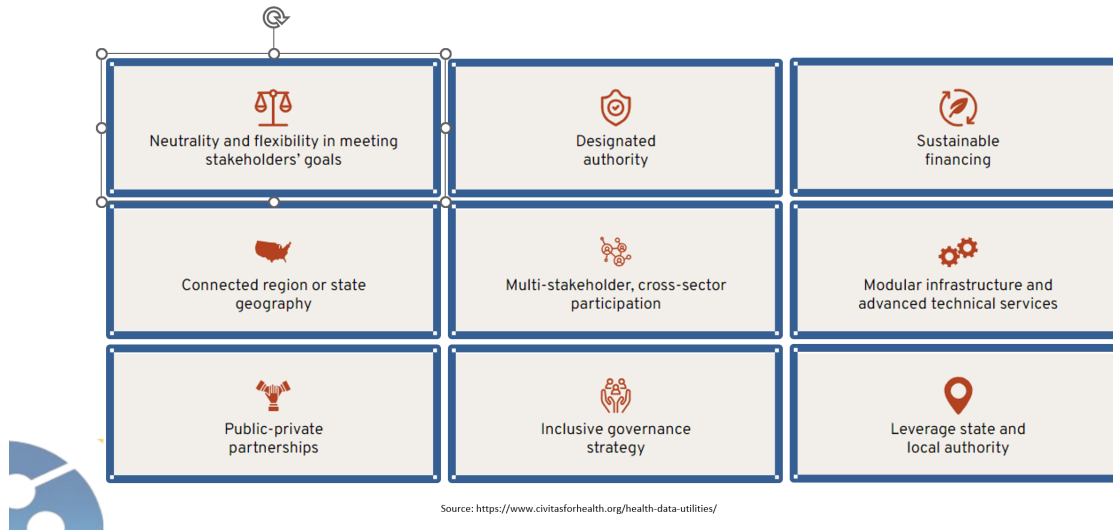 Neutrality and flexibility in meeting
stakeholders’ goals
Designated
authority
Sustainable
financing
Connected region or state
geography
Multi-stakeholder, cross-sector
participation
Modular infrastructure and
advanced technical services
Public-private
partnerships
Inclusive governance
strategy
Leverage state and
local authority
Source: https://www.civitasforhealth.org/health-data-utilities/